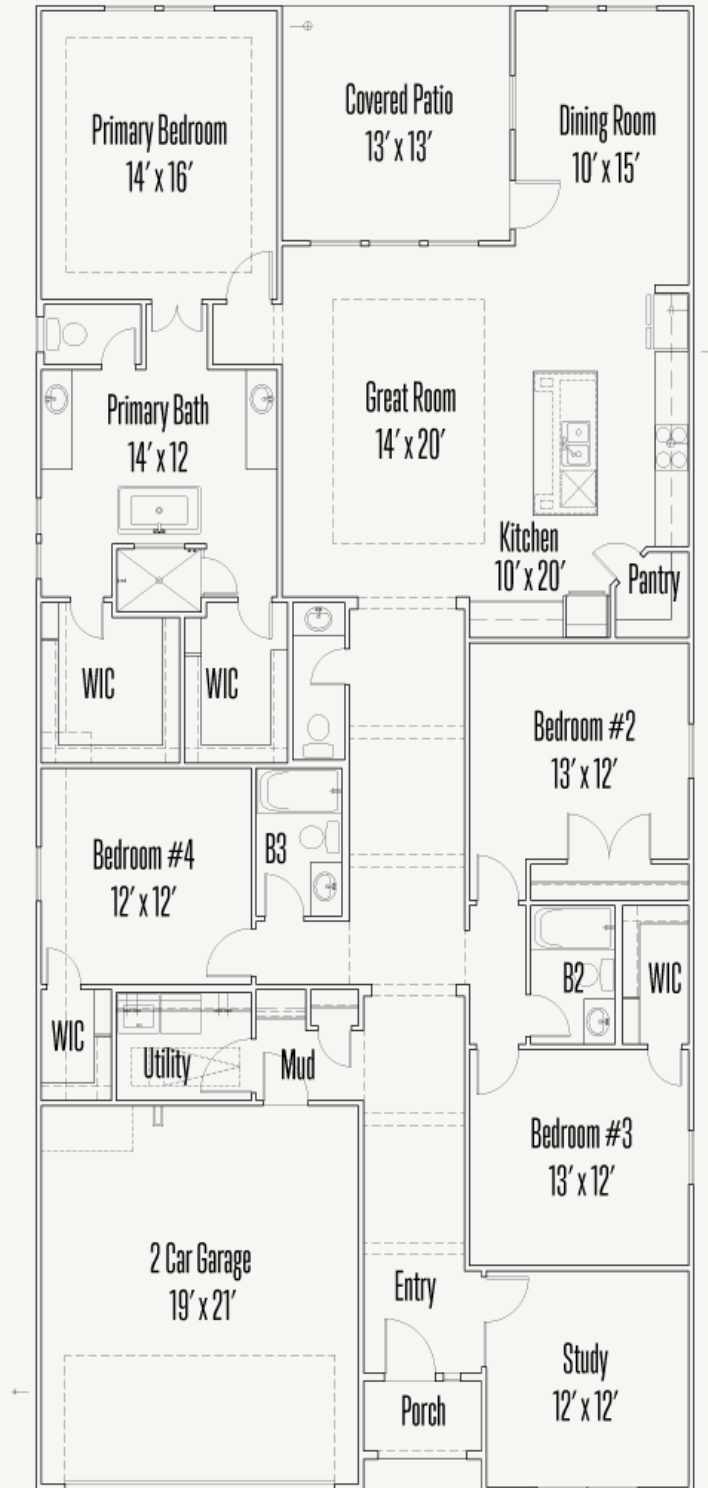 Primary Bedroom
14' x 16'
Covered Patio
13' x 13'
Dining Room
10' x 15'
Primary Bath
14' x 12
Great Room
14' x 20'
Kitchen
10' x 20'
Pantry
WIC
WIC
Bedroom #2
13' x 12'
Bedroom #4
12' x 12'
B3
B2
WIC
WIC
Utility
Mud
Bedroom #3
13' x 12'
2 Car Garage
19' x 21'
Entry
Study
12' x 12'
Porch